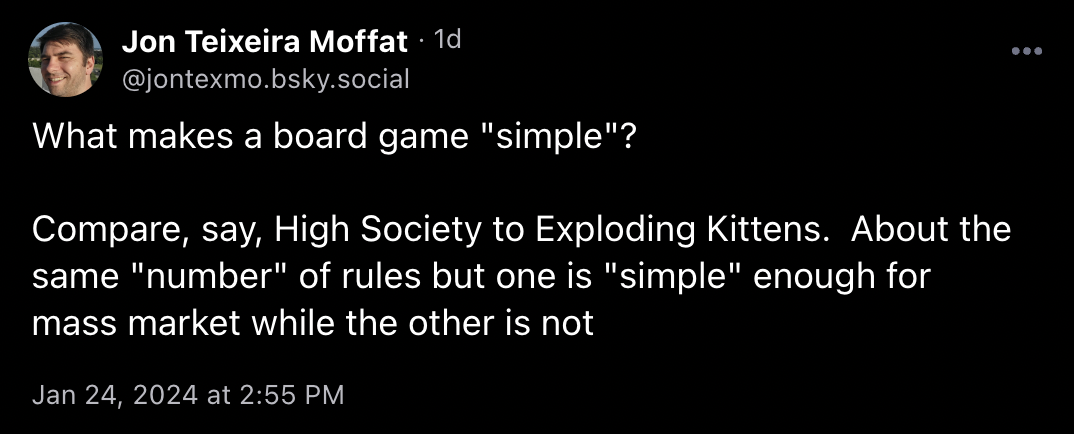 Jon Teixeira Moffat · 1d
@jontexmo.bsky.social
What makes a board game "simple"?
Compare, say, High Society to Exploding Kittens.  About the
same "number" of rules but one is "simple" enough for
mass market while the other is not
Jan 24, 2024 at 2:55 PM